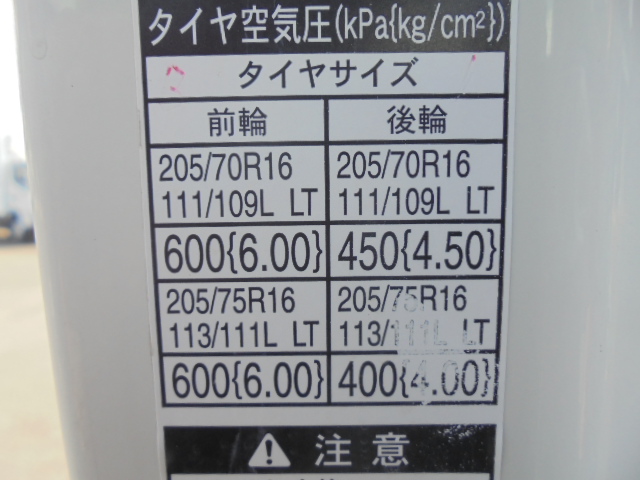 タイヤ空気圧(kPa{kg/cm²})
タイヤサイズ
前輪 後輪
205/70R16 205/70R16
111/109L LT 111/109L LT
600{6.00} 450{4.50}
205/75R16 205/75R16
113/111L LT 113/111L LT
600{6.00} 400{4.00}
注意